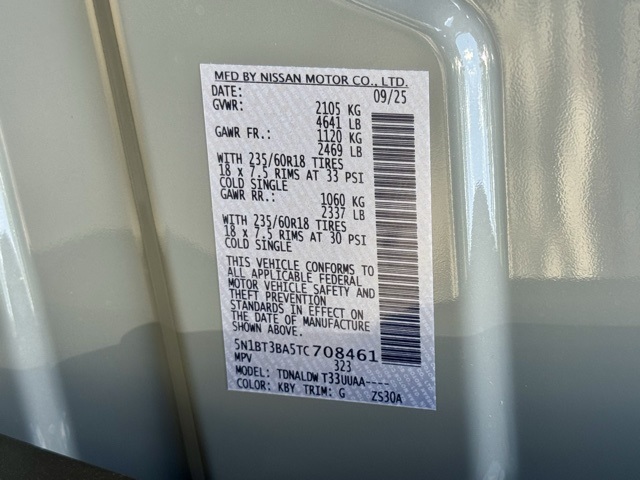 MFD BY NISSAN MOTOR CO., LTD.
DATE: 09/25
GVWR: 2105 KG
4641 LB
GAWR FR.: 1120 KG
2469 LB
WITH 235/60R18 TIRES
18 x 7.5 RIMS AT 33 PSI
COLD SINGLE
GAWR RR.: 1060 KG
2337 LB
WITH 235/60R18 TIRES
18 x 7.5 RIMS AT 30 PSI
COLD SINGLE
THIS VEHICLE CONFORMS TO
ALL APPLICABLE FEDERAL
MOTOR VEHICLE SAFETY AND
THEFT PREVENTION
STANDARDS IN EFFECT ON
THE DATE OF MANUFACTURE
SHOWN ABOVE.
5N1BT3BA5TC708461
MPV 323
MODEL: TDNALDW T33UUAA----
COLOR: KBY TRIM: G ZS30A